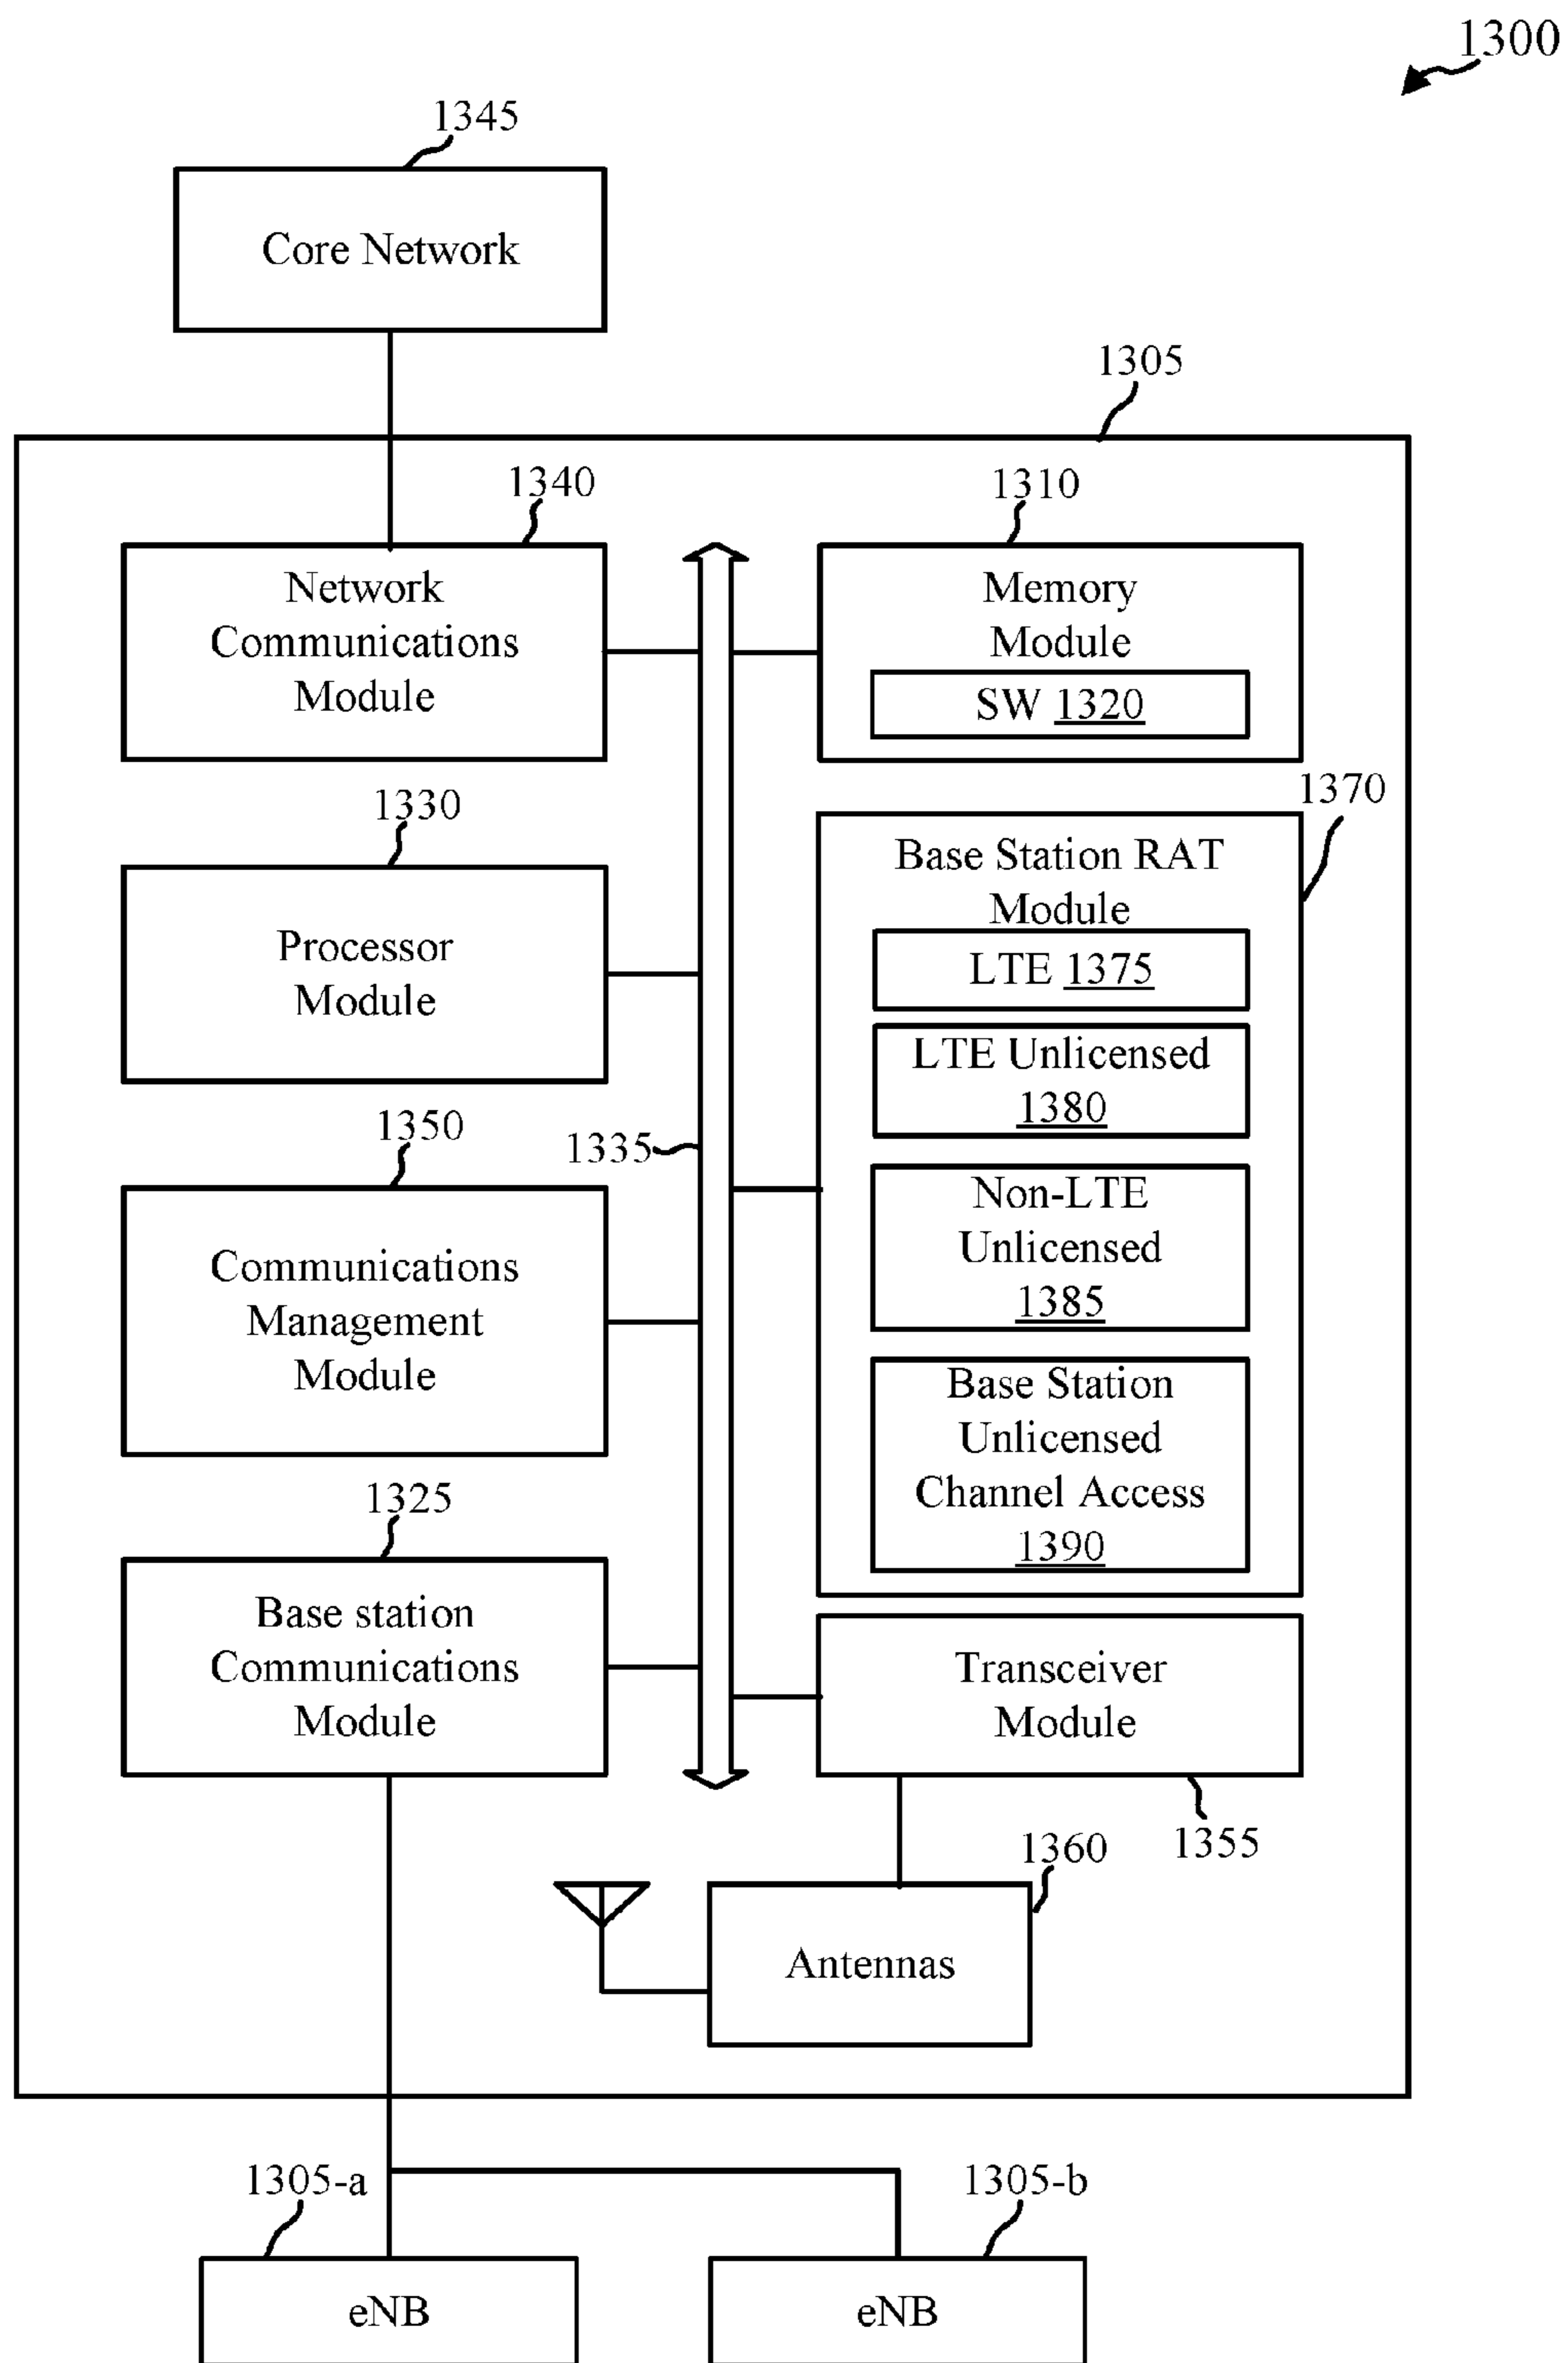 1300
1345
Core Network
1305
1340
Network
Communications
Module
1310
Memory
Module
SW 1320
1330
Processor
Module
1370
Base Station RAT
Module
LTE 1375
LTE Unlicensed
1380
Non-LTE
Unlicensed
1385
Base Station
Unlicensed
Channel Access
1390
1350
1335
Communications
Management
Module
1325
Base station
Communications
Module
Transceiver
Module
1355
1360
Antennas
1305-a
eNB
1305-b
eNB